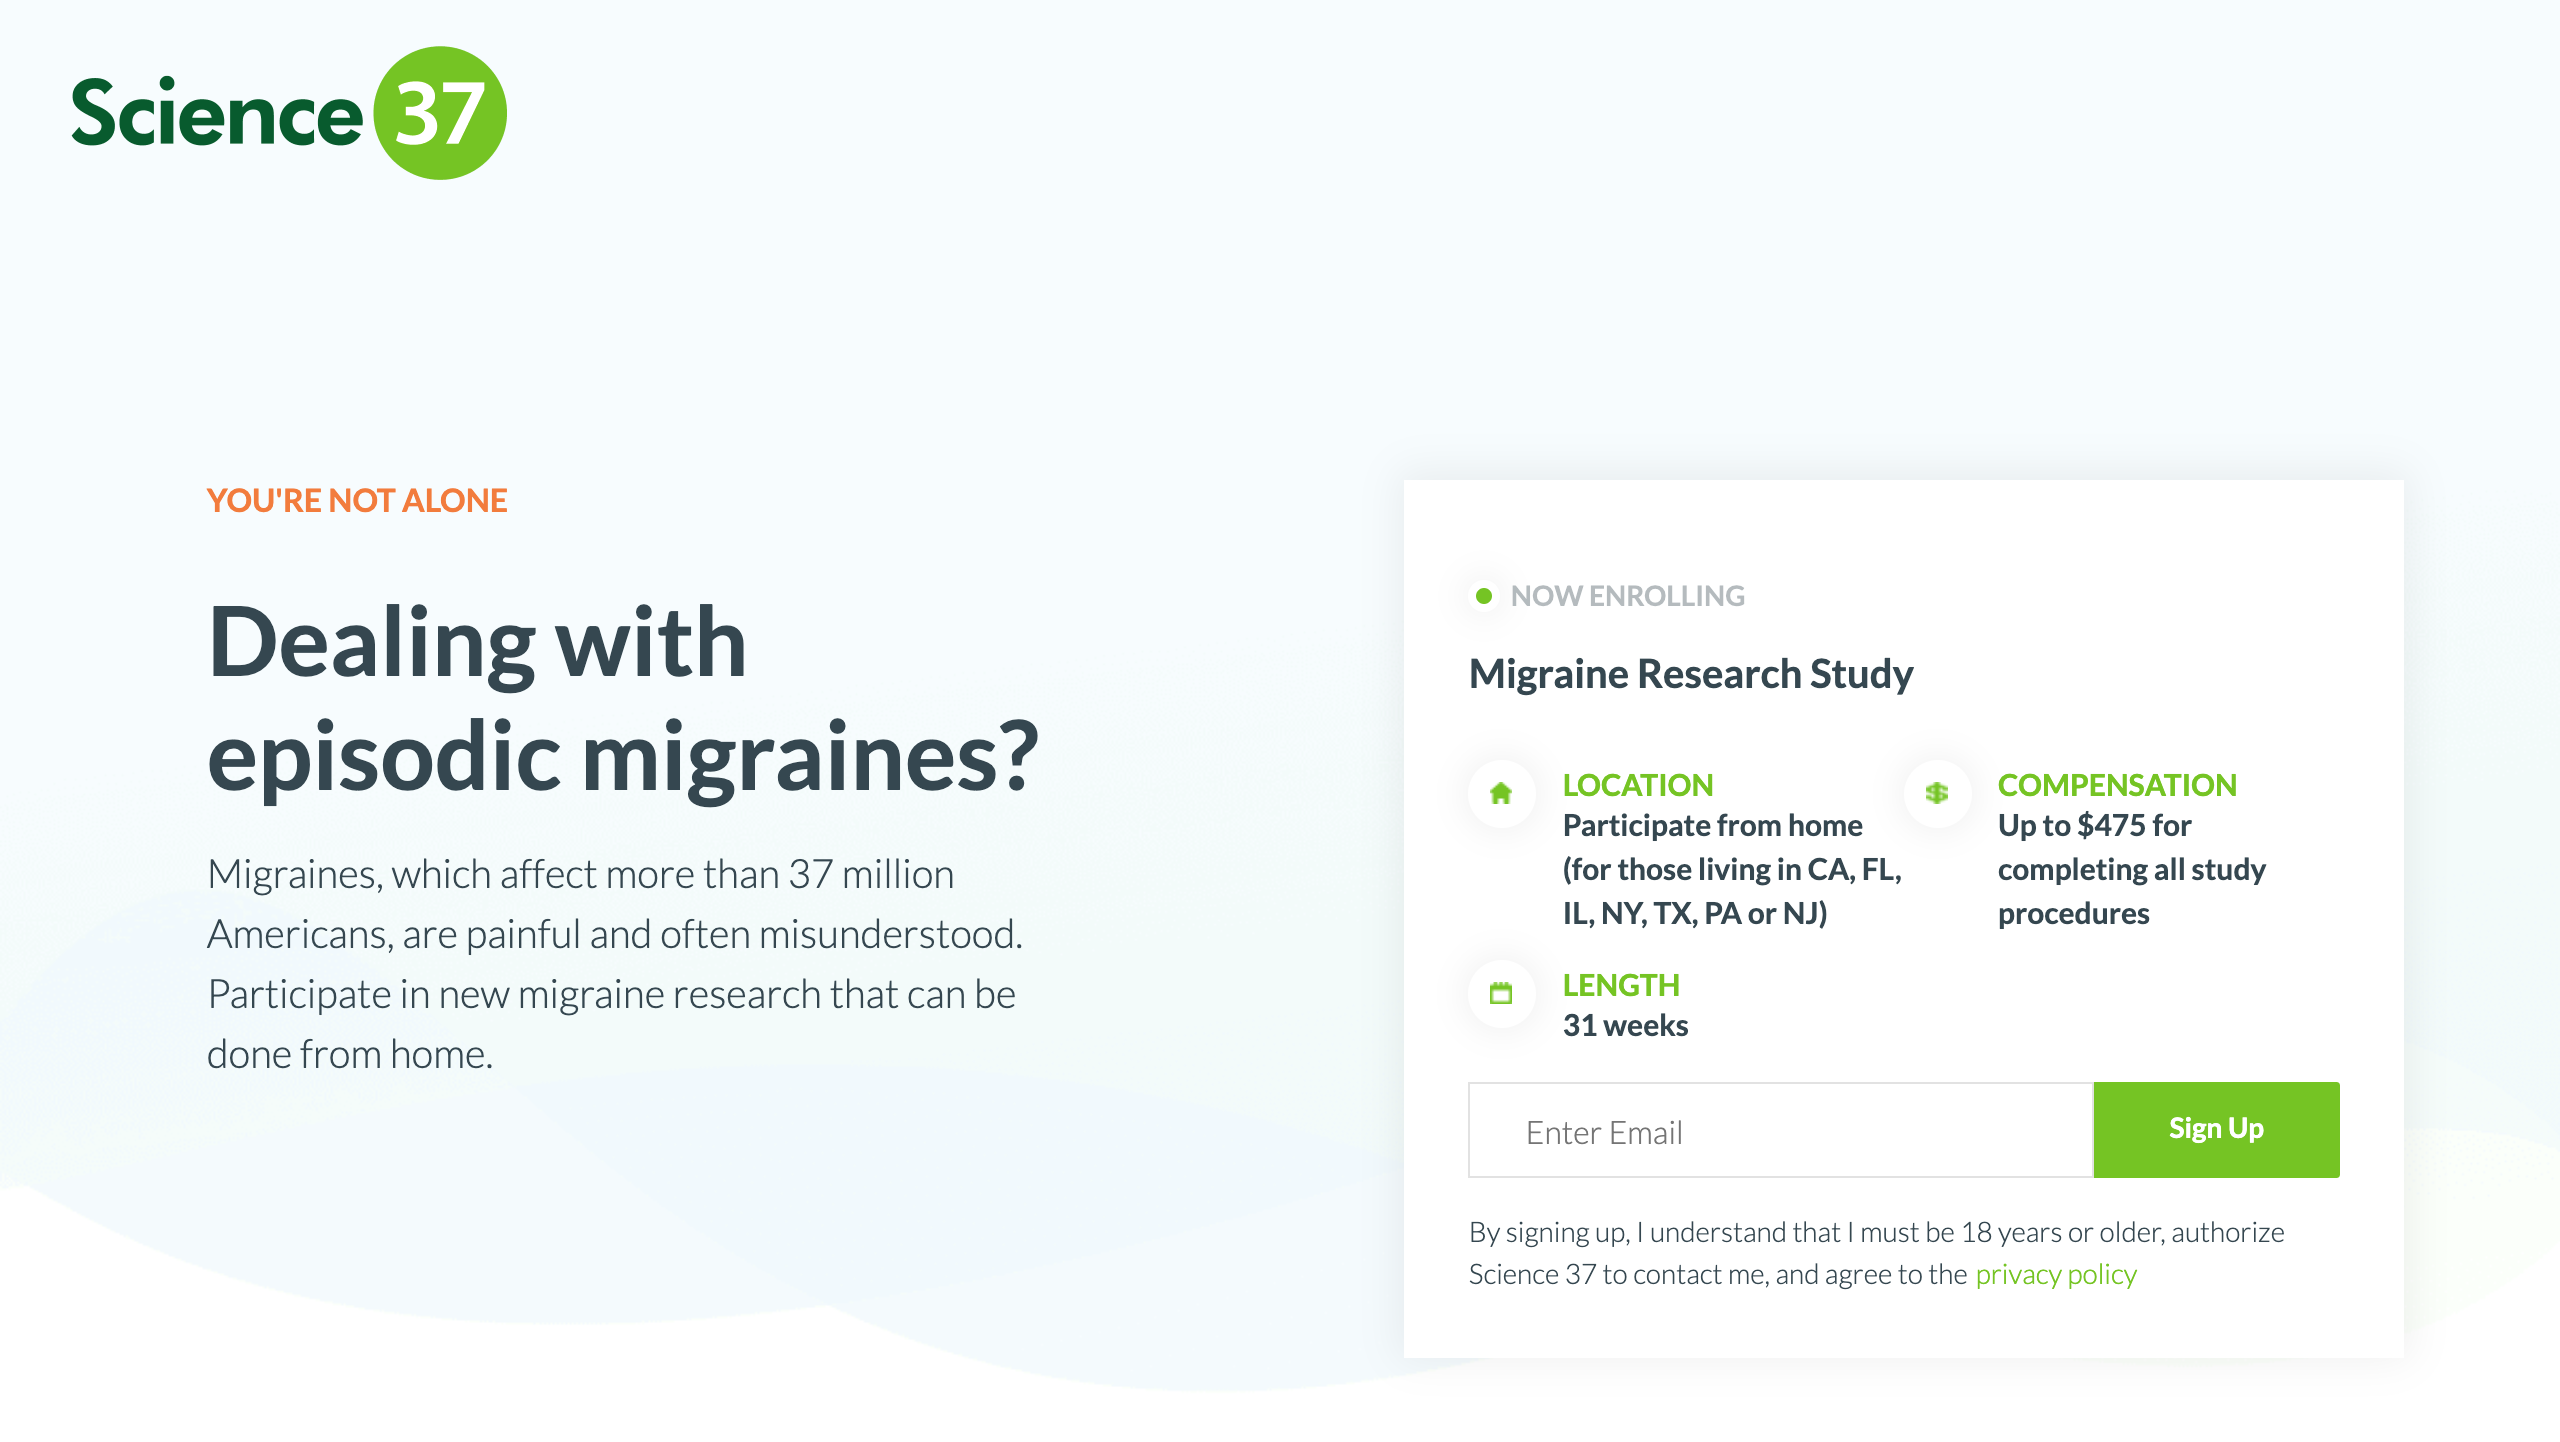 Science 37
YOU'RE NOT ALONE
Dealing with
episodic migraines?
Migraines, which affect more than 37 million
Americans, are painful and often misunderstood.
Participate in new migraine research that can be
done from home.
NOW ENROLLING
Migraine Research Study
LOCATION
Participate from home
(for those living in CA, FL,
IL, NY, TX, PA or NJ)
COMPENSATION
Up to $475 for
completing all study
procedures
LENGTH
31 weeks
Enter Email
Sign Up
By signing up, I understand that I must be 18 years or older, authorize
Science 37 to contact me, and agree to the privacy policy